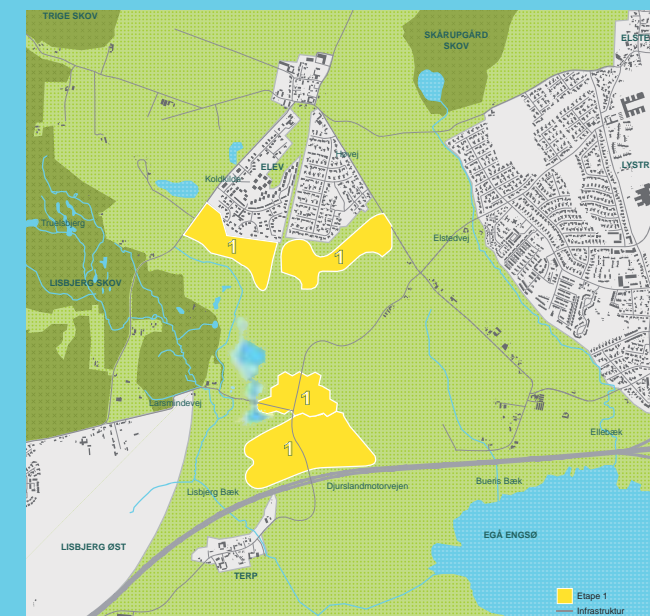 TRIGE SKOV
SKÅRUPGÅRD
SKOV
ELSTE
LYSTR
ELEV
Høvej
Koldkilde
Truelsbjerg
Elstedvej
1
1
LISBJERG SKOV
Larsmindevej
1
1
Ellebæk
Lisbjerg Bæk
Djurslandmotorvejen
Bueris Bæk
EGÅ ENGSØ
LISBJERG ØST
TERP
Etape 1
Infrastruktur